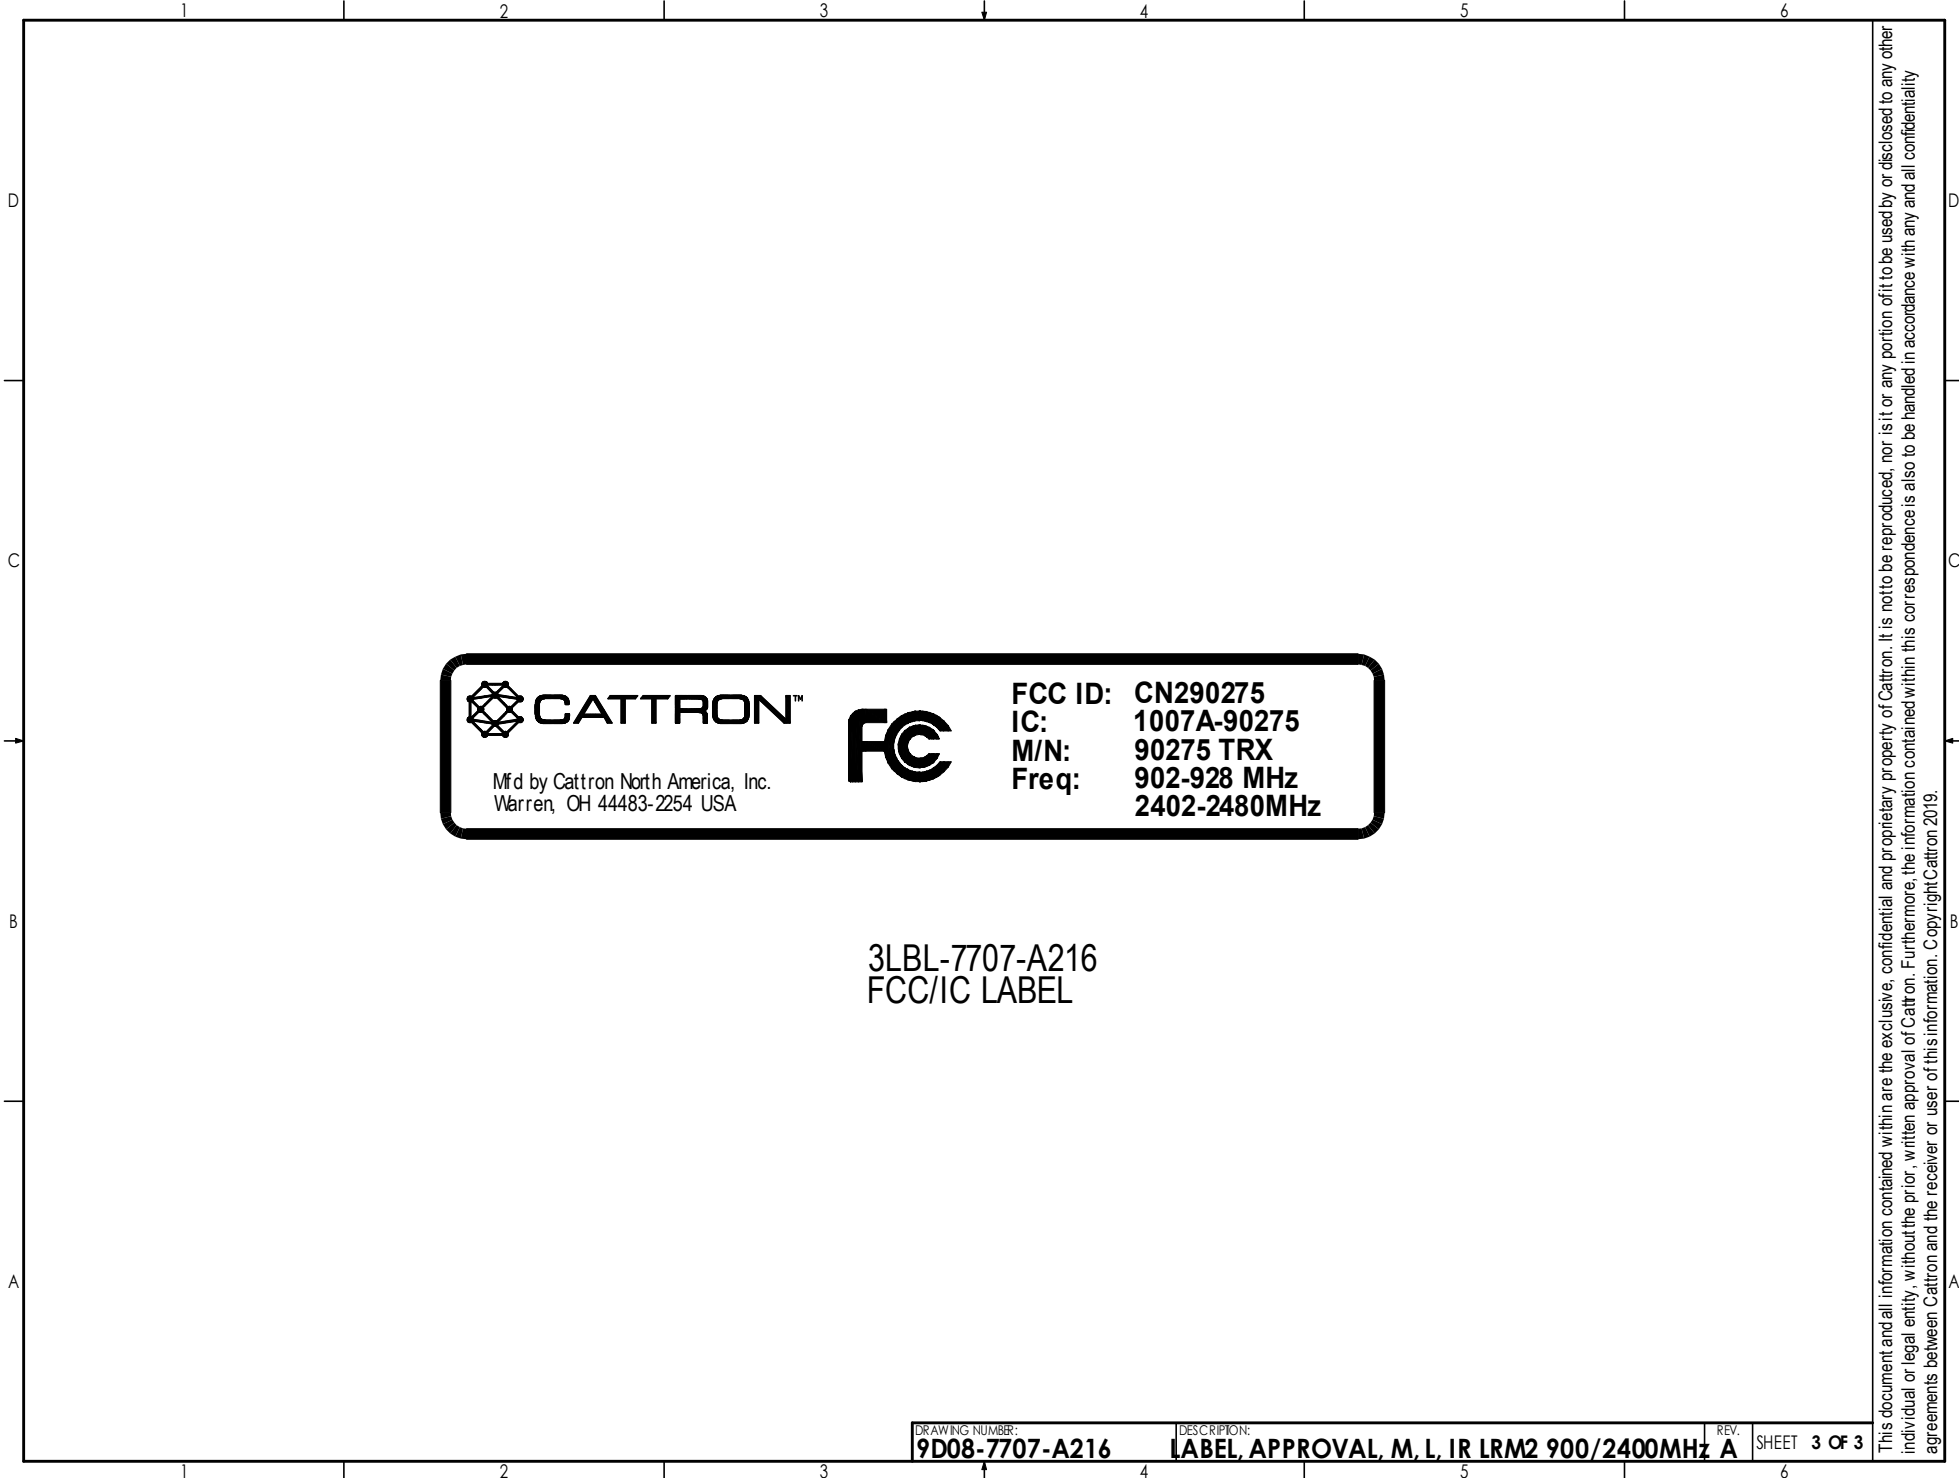 1 2 3 4 5 6
D D
CATTRON™
FC
FCC ID: CN290275
IC: 1007A-90275
M/N: 90275 TRX
Freq: 902-928 MHz
2402-2480MHz
Mfd by Cattron North America, Inc.
Warren, OH 44483-2254 USA
C C
3LBL-7707-A216
FCC/IC LABEL
B B
A A
This document and all information contained within are the exclusive, confidential and proprietary property of Cattron. It is not to be reproduced, nor is it or any portion of it to be used by or disclosed to any other
individual or legal entity, without the prior, written approval of Cattron. Furthermore, the information contained within this correspondence is also to be handled in accordance with any and all confidentiality
agreements between Cattron and the receiver or user of this information. Copyright Cattron 2019.
DRAWING NUMBER: DESCRIPTION: REV.
9D08-7707-A216 LABEL, APPROVAL, M, L, IR LRM2 900/2400MHz A SHEET 3 OF 3
1 2 3 4 5 6